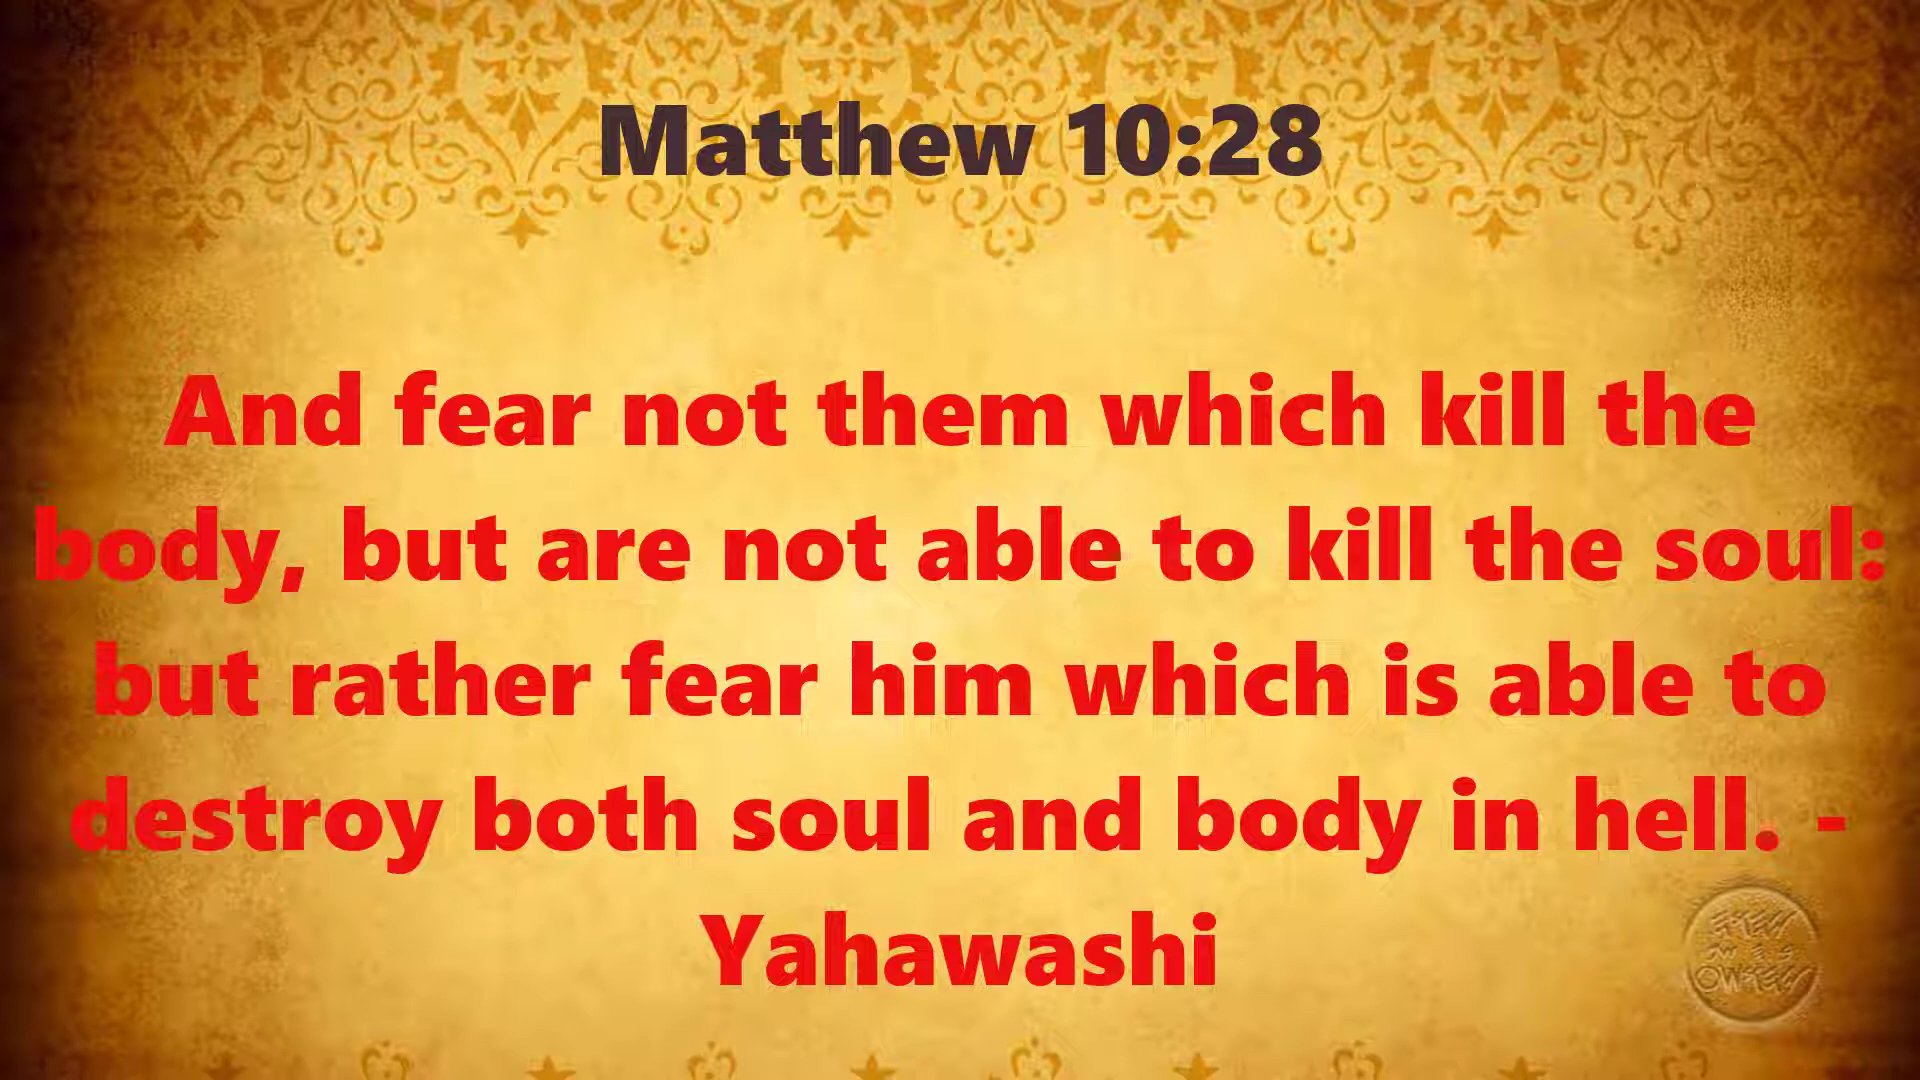 Matthew 10:28
And fear not them which kill the
body, but are not able to kill the soul:
but rather fear him which is able to
destroy both soul and body in hell. -
Yahawashi